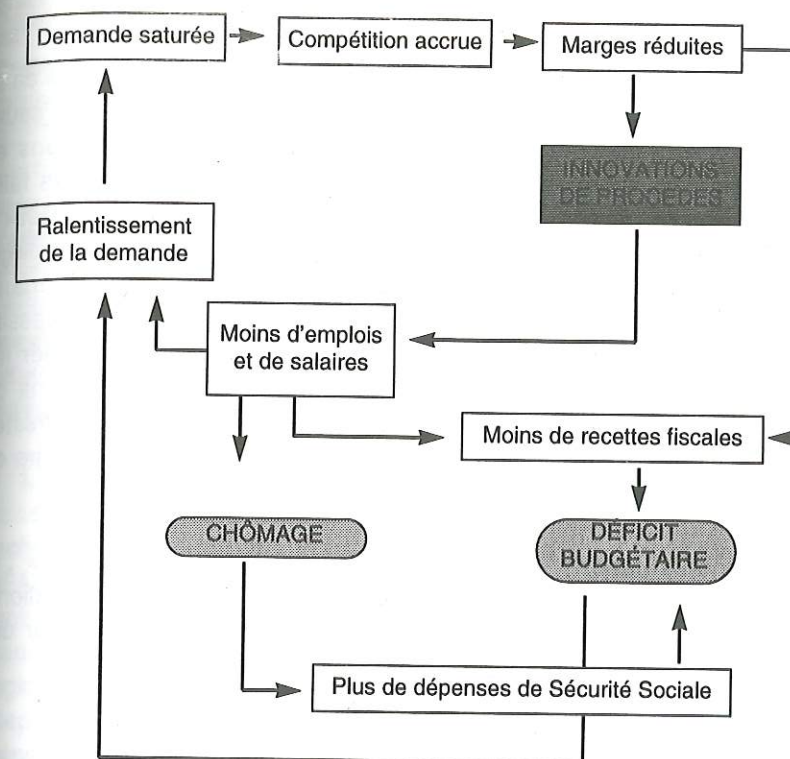 Demande saturée
Compétition accrue
Marges réduites
INNOVATIONS
DE PROCEDES
Ralentissement
de la demande
Moins d'emplois
et de salaires
Moins de recettes fiscales
CHÔMAGE
DÉFICIT
BUDGÉTAIRE
Plus de dépenses de Sécurité Sociale